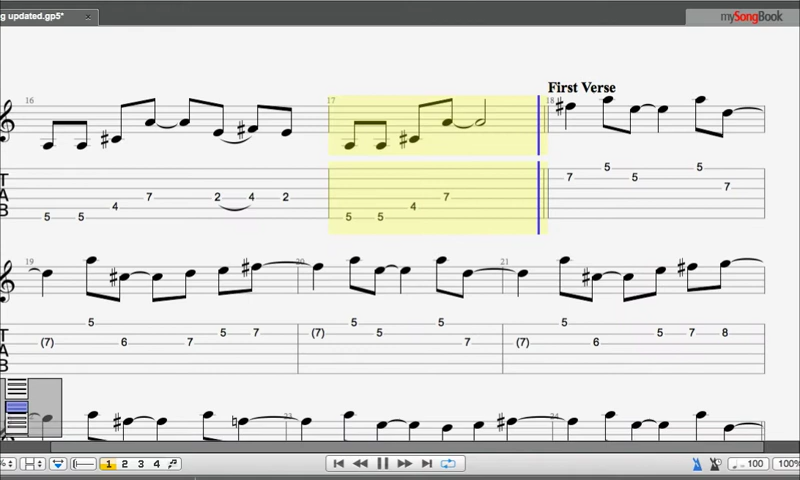 g updated.gp5* ×
mySongBook
First Verse
16 17 18
T
A
B
5 5 4 7 2 4 2 5 5 4 7 7 5 5 5 7
19 20 21
(7) 5 6 7 5 7 (7) 5 5 5 7 (7) 5 6 5 7 8
23 24
% 1 2 3 4 = 100 100%